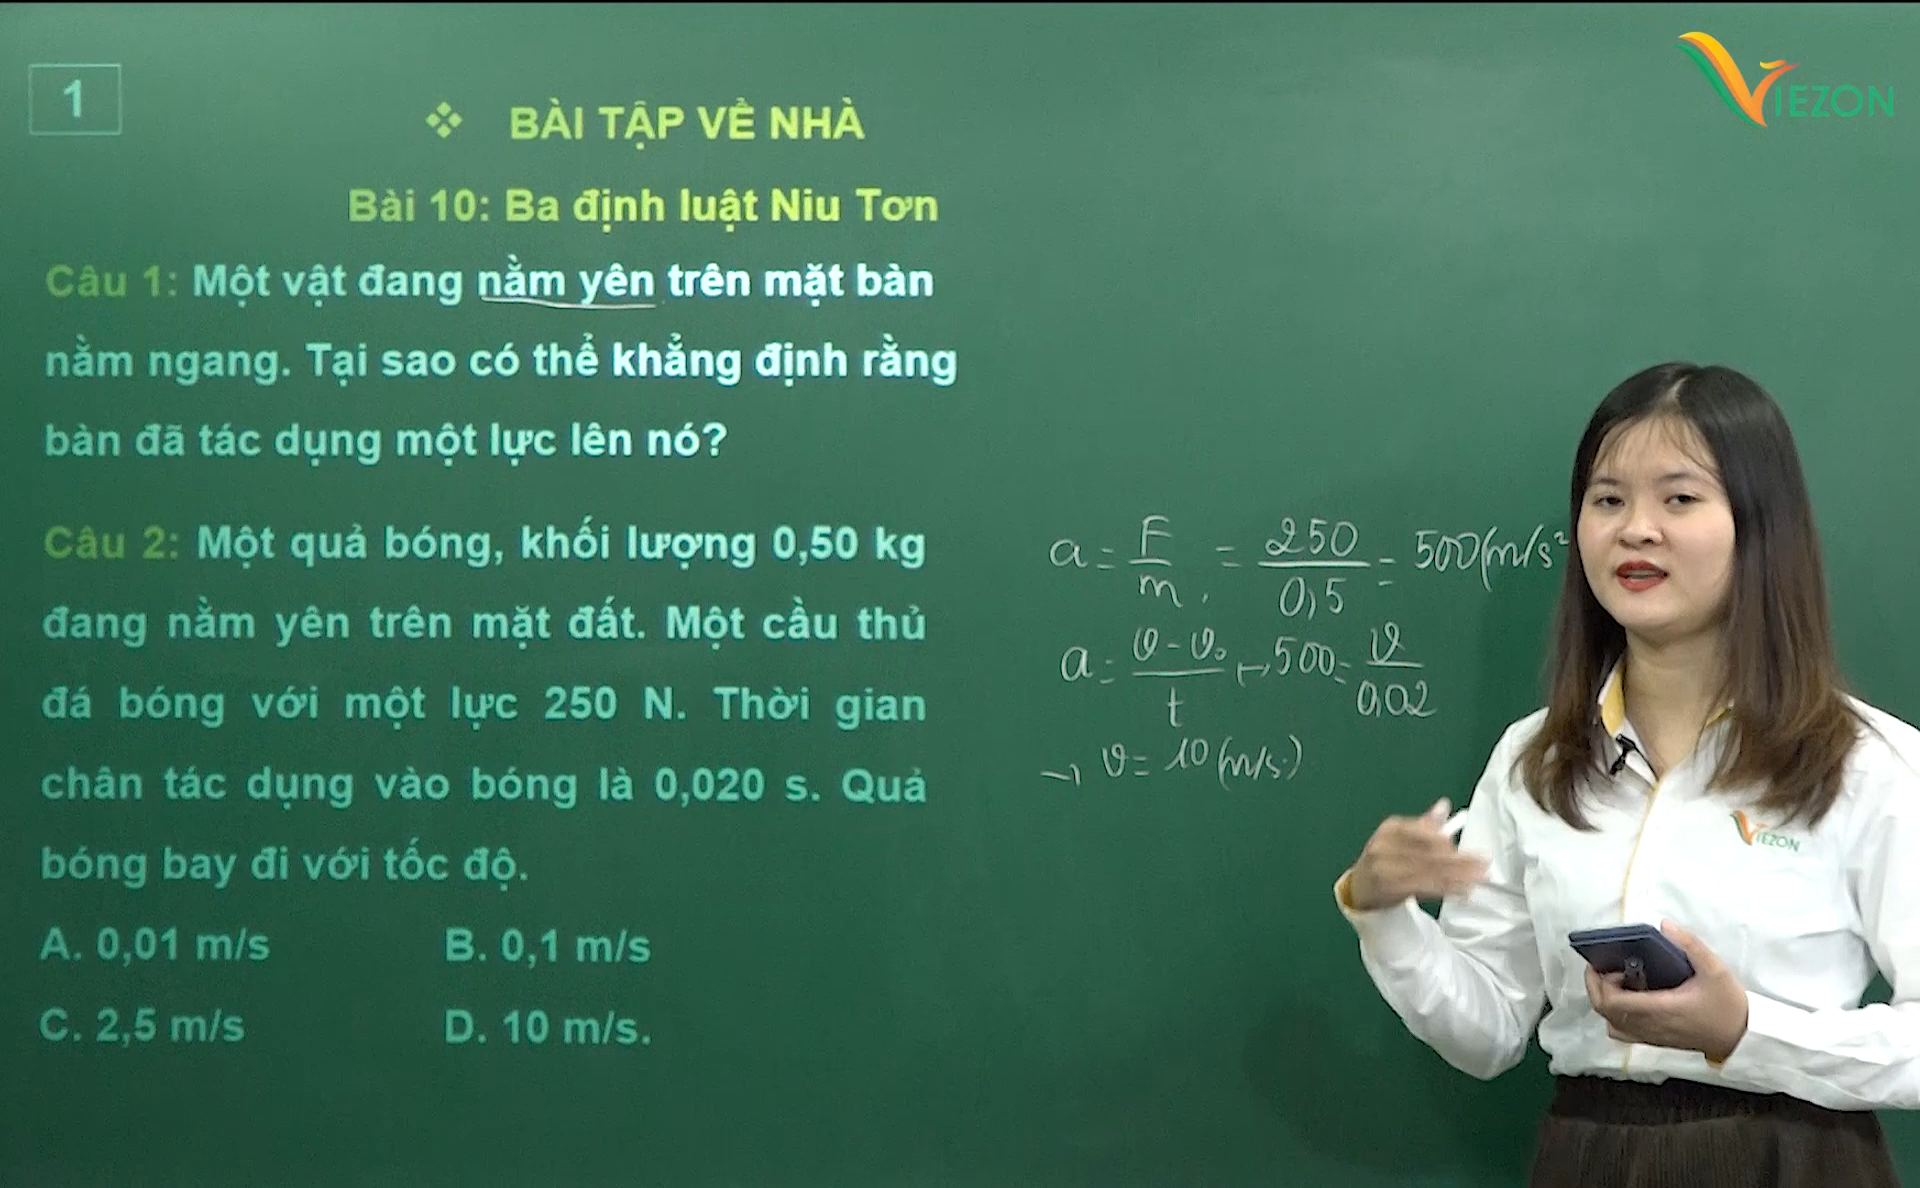 VIEZON
1
❖ BÀI TẬP VỀ NHÀ
Bài 10: Ba định luật Niu Tơn
Câu 1: Một vật đang nằm yên trên mặt bàn
nằm ngang. Tại sao có thể khẳng định rằng
bàn đã tác dụng một lực lên nó?
Câu 2: Một quả bóng, khối lượng 0,50 kg
đang nằm yên trên mặt đất. Một cầu thủ
đá bóng với một lực 250 N. Thời gian
chân tác dụng vào bóng là 0,020 s. Quả
bóng bay đi với tốc độ.
A. 0,01 m/s B. 0,1 m/s
C. 2,5 m/s D. 10 m/s.
a = F/m = 250/0,5 = 500 (m/s²
a = (v - v₀)/t → 500 = v/0,02
→ v = 10 (m/s)
VIEZON